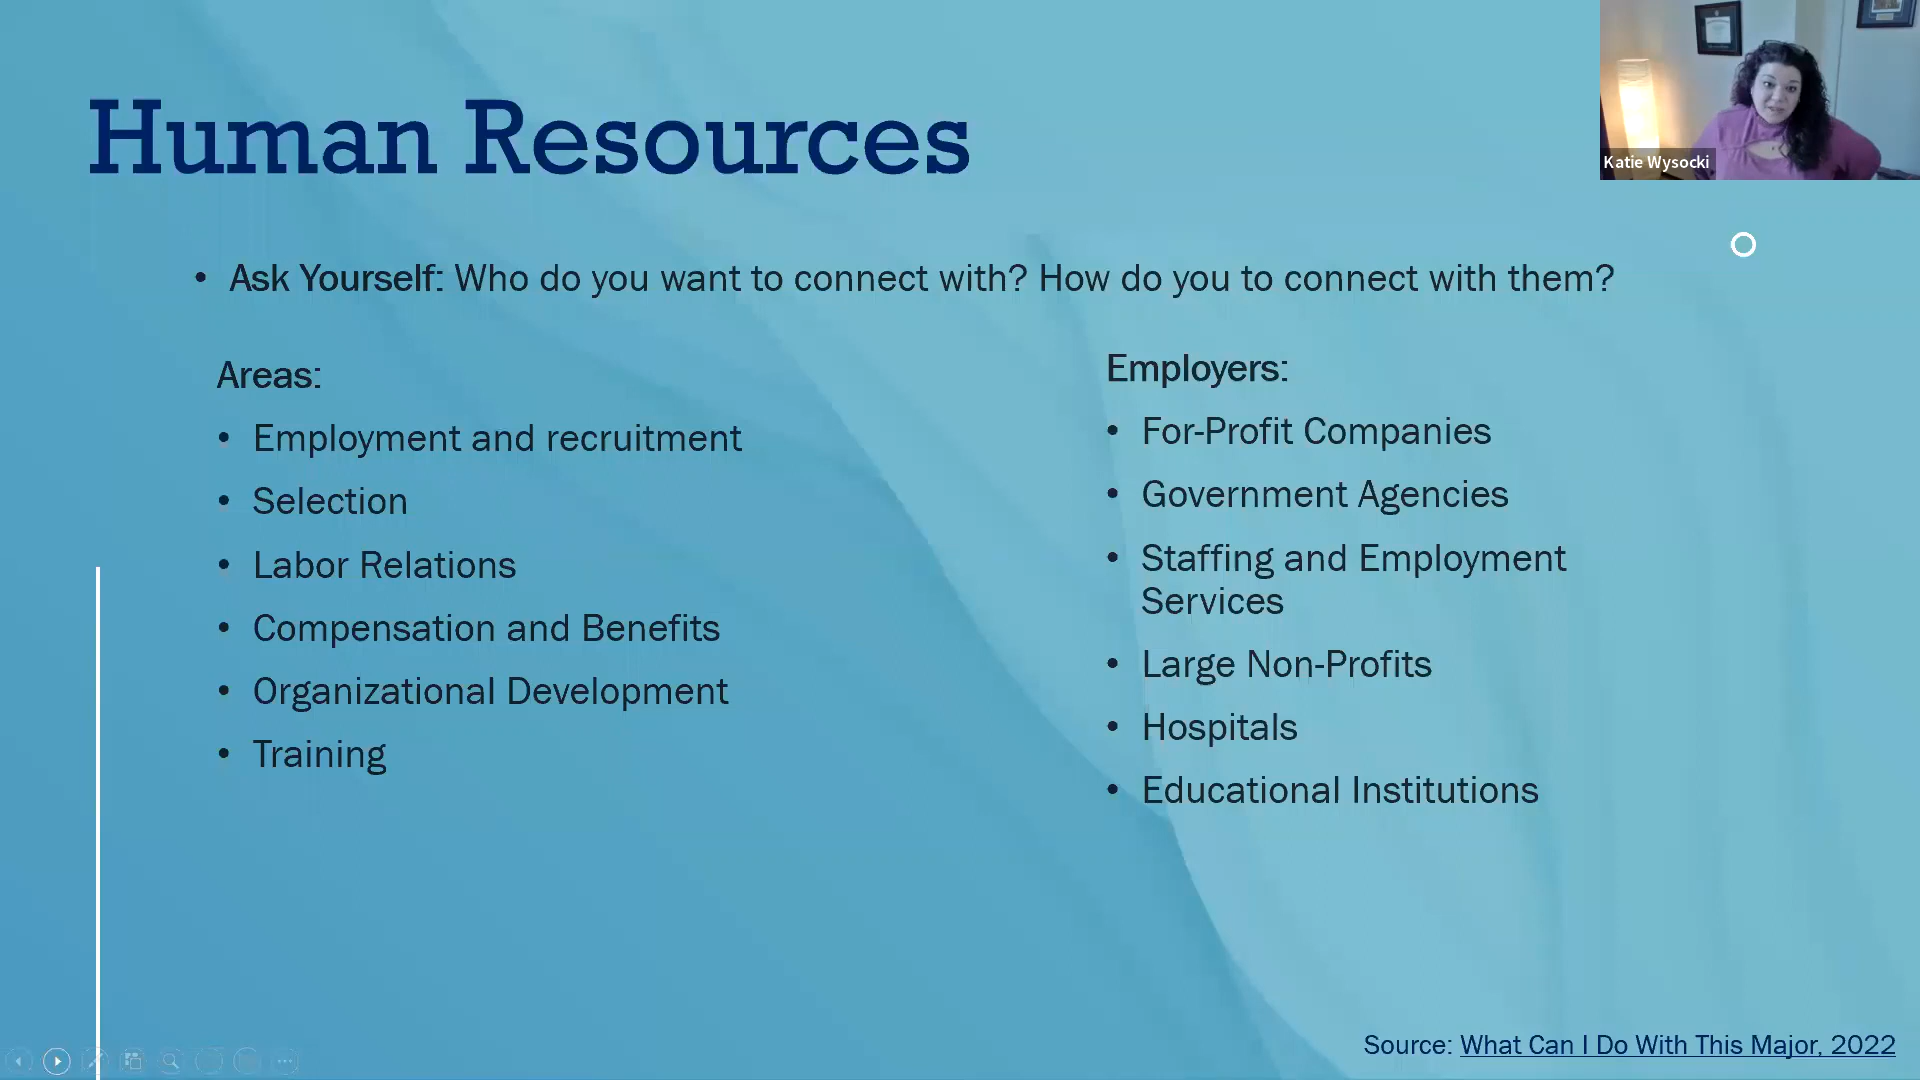 Human Resources
Katie Wysocki
• Ask Yourself: Who do you want to connect with? How do you to connect with them?
Areas:
• Employment and recruitment
• Selection
• Labor Relations
• Compensation and Benefits
• Organizational Development
• Training
Employers:
• For-Profit Companies
• Government Agencies
• Staffing and Employment
Services
• Large Non-Profits
• Hospitals
• Educational Institutions
Source: What Can I Do With This Major, 2022